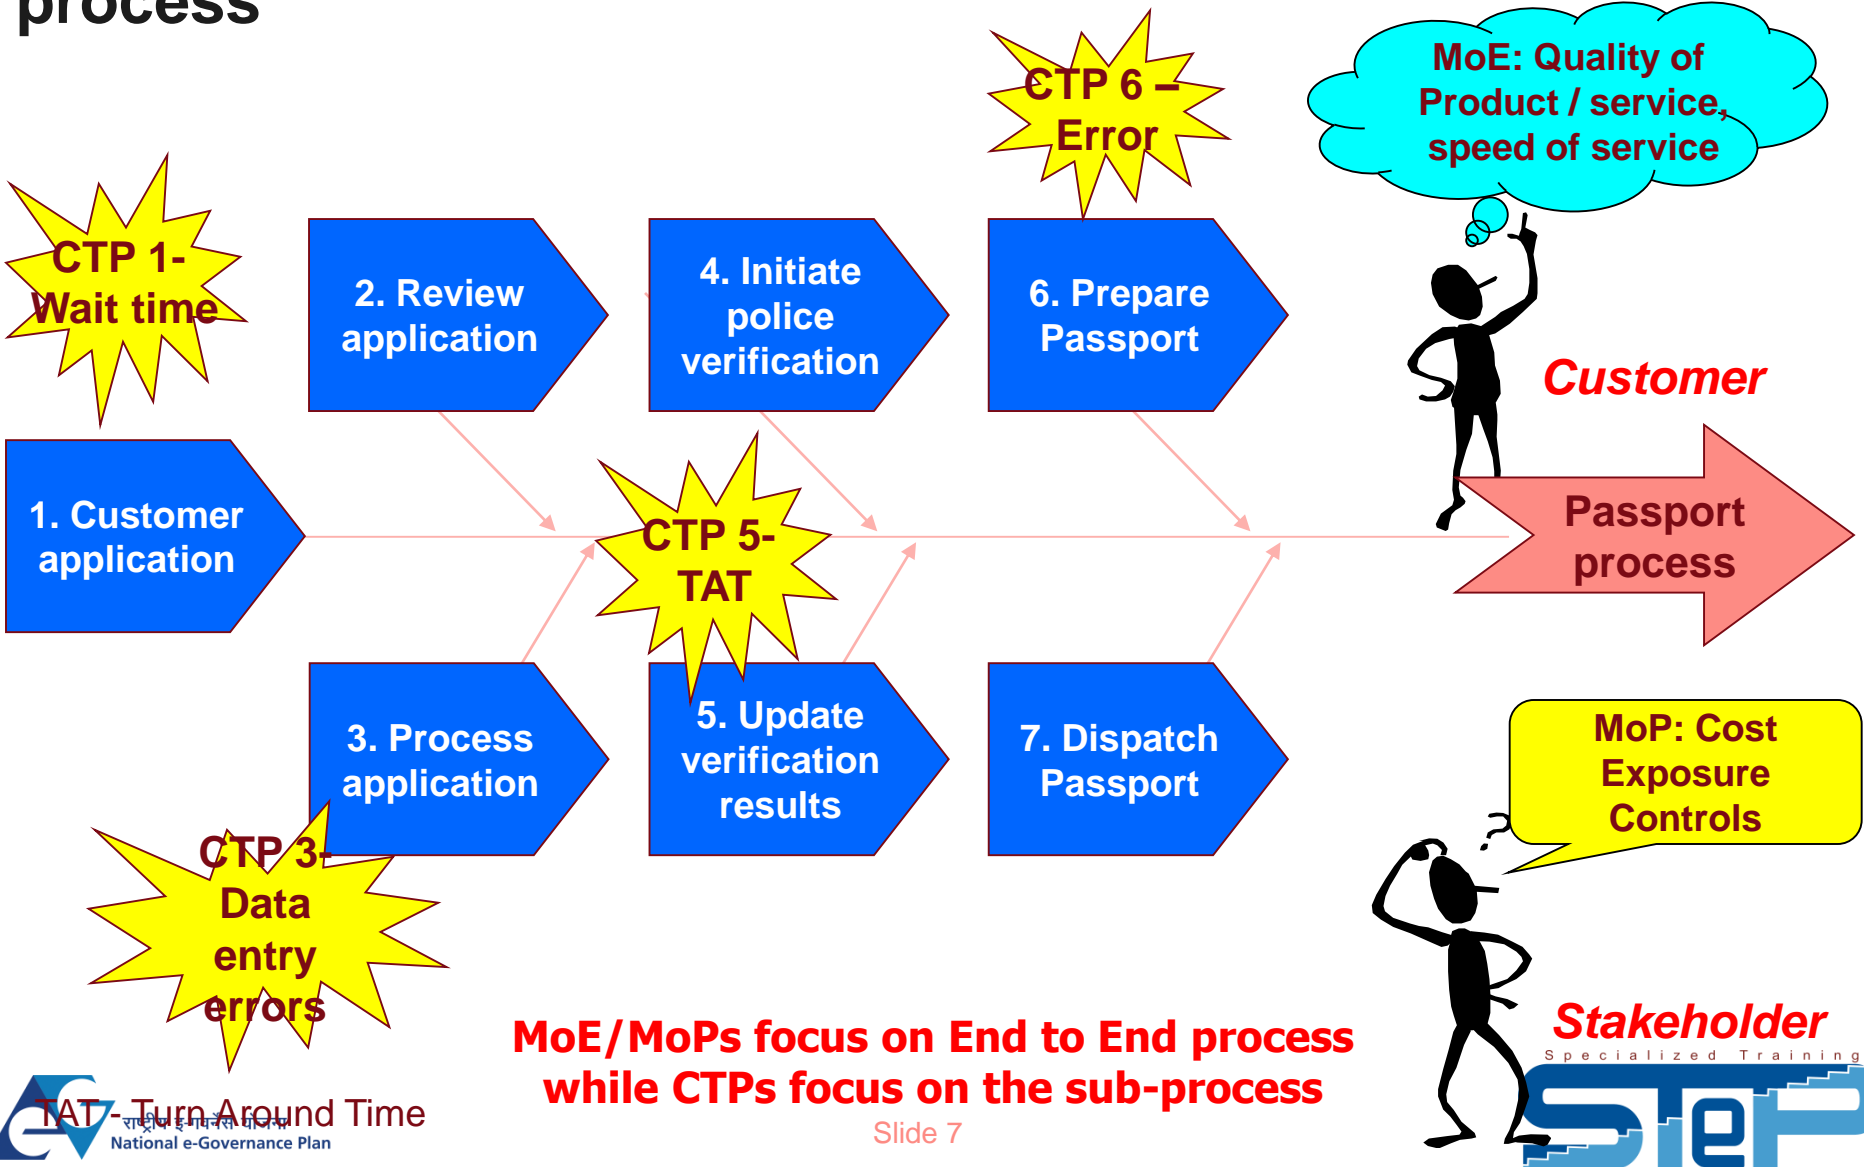 process
CTP 6 –
Error
MoE: Quality of
Product / service,
speed of service
CTP 1-
Wait time
2. Review
application
4. Initiate
police
verification
6. Prepare
Passport
Customer
1. Customer
application
CTP 5-
TAT
Passport
process
3. Process
application
5. Update
verification
results
7. Dispatch
Passport
MoP: Cost
Exposure
Controls
CTP 3-
Data
entry
errors
MoE/MoPs focus on End to End process
while CTPs focus on the sub-process
Stakeholder
Specialized Training
STeP
TAT - Turn Around Time
राष्ट्रीय ई-गवर्नेंस योजना
National e-Governance Plan
Slide 7